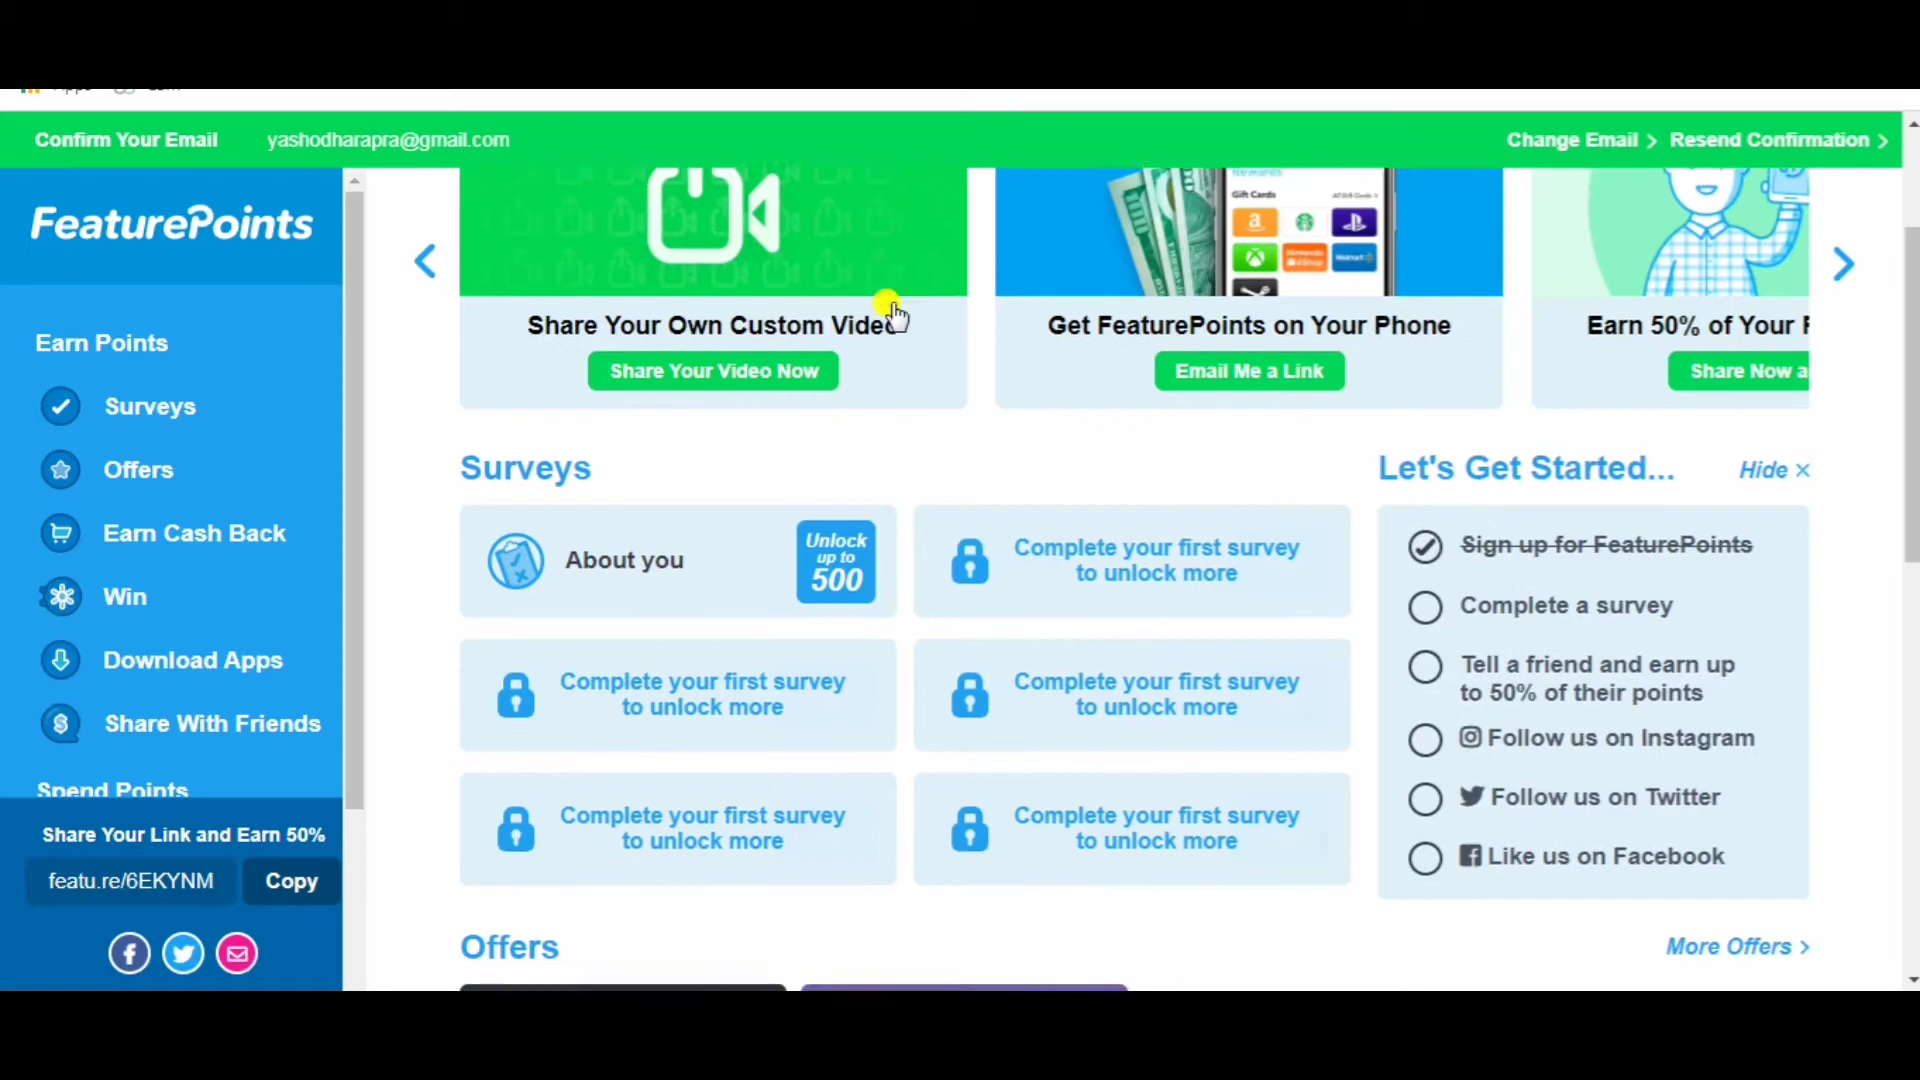 Confirm Your Email yashodharapra@gmail.com Change Email > Resend Confirmation >
FeaturePoints
Earn Points
Surveys
Offers
Earn Cash Back
Win
Download Apps
Share With Friends
Spend Points
Share Your Link and Earn 50%
featu.re/6EKYNM Copy
Gift Cards
Walmart
Share Your Own Custom Video
Share Your Video Now
Get FeaturePoints on Your Phone
Email Me a Link
Earn 50% of Your F
Share Now a
Surveys
About you
Unlock
up to
500
Complete your first survey
to unlock more
Complete your first survey
to unlock more
Complete your first survey
to unlock more
Complete your first survey
to unlock more
Complete your first survey
to unlock more
Let's Get Started... Hide ×
Sign up for FeaturePoints
Complete a survey
Tell a friend and earn up
to 50% of their points
Follow us on Instagram
Follow us on Twitter
Like us on Facebook
Offers More Offers >